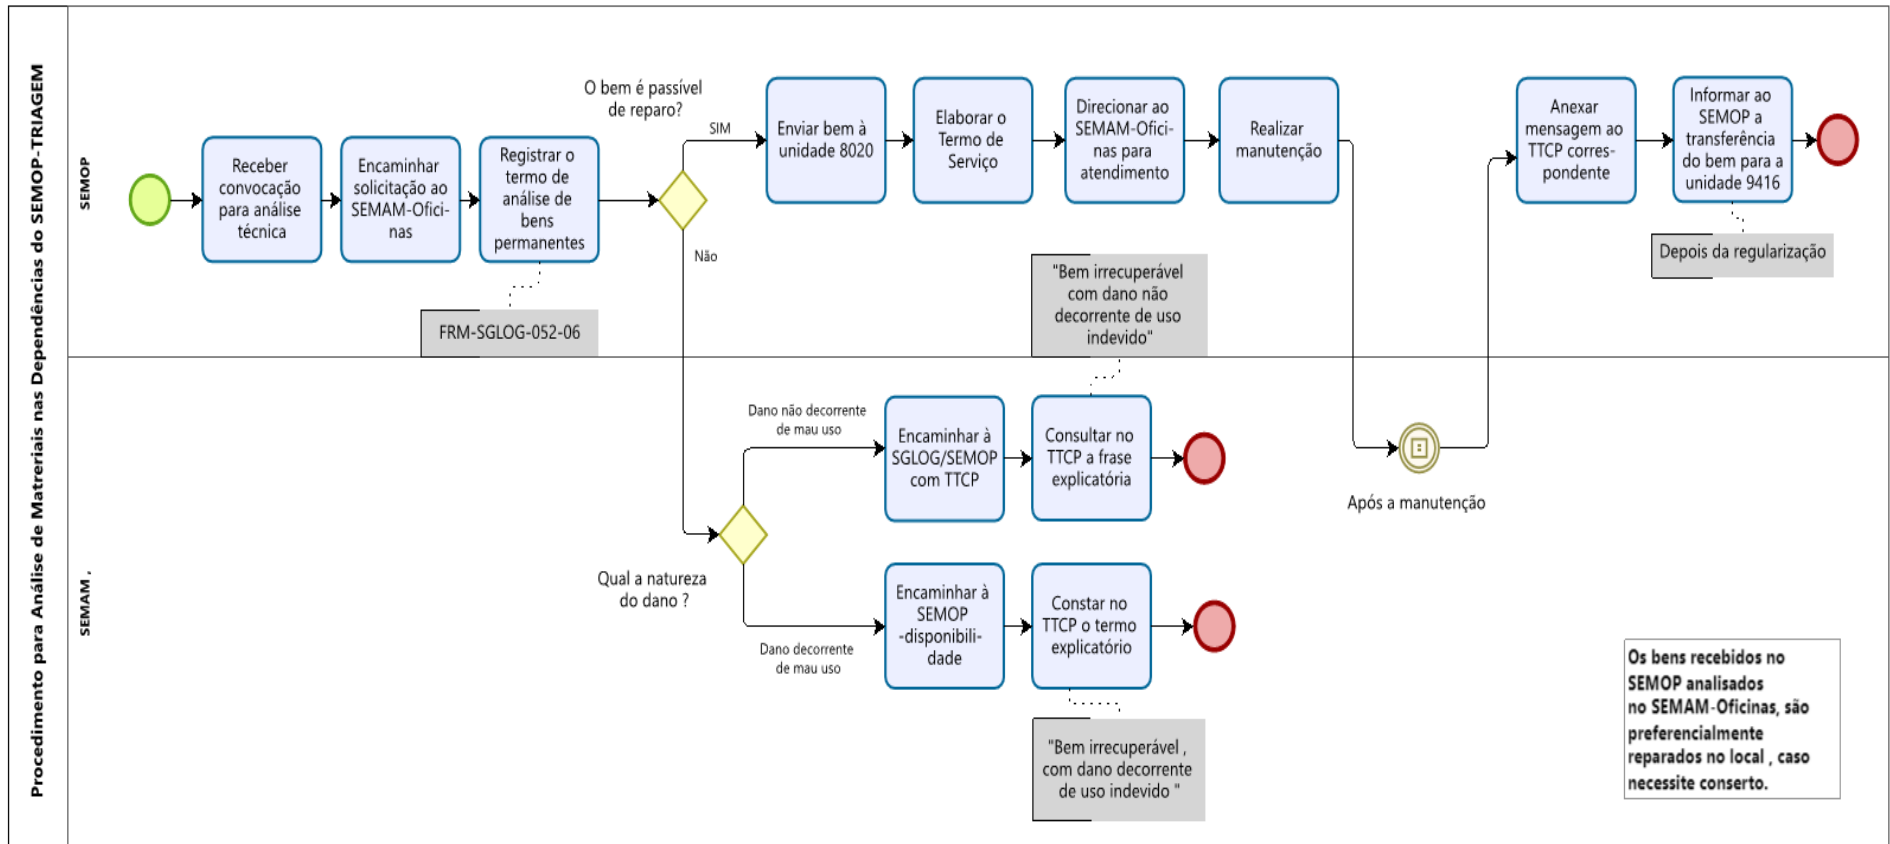 Procedimento para Análise de Matreriais nas Dependências do SEMOP-TRIAGEM
SEMOP
Receber
convocação
para análise
técnica
Encaminhar
solicitação ao
SEMAM-Ofici-
nas
Registrar o
termo de
análise de
bens
permanentes
FRM-SGLOG-052-06
O bem é passível
de reparo?
SIM
Não
Enviar bem à
unidade 8020
Elaborar o
Termo de
Serviço
Direcionar ao
SEMAM-Ofici-
nas para
atendimento
Realizar
manutenção
Anexar
mensagem ao
TTCP corres-
pondente
Informar ao
SEMOP a
transferência
do bem para a
unidade 9416
Depois da regularização
"Bem irrecuperável
com dano não
decorrente de uso
indevido"
SEMAM ,
Qual a natureza
do dano ?
Dano não decorrente
de mau uso
Encaminhar à
SGLOG/SEMOP
com TTCP
Consultar no
TTCP a frase
explicatória
Após a manutenção
Dano decorrente
de mau uso
Encaminhar à
SEMOP
-disponibili-
dade
Constar no
TTCP o termo
explicatório
"Bem irrecuperável ,
com dano decorrente
de uso indevido "
Os bens recebidos no
SEMOP analisados
no SEMAM-Oficinas, são
preferencialmente
reparados no local , caso
necessite conserto.